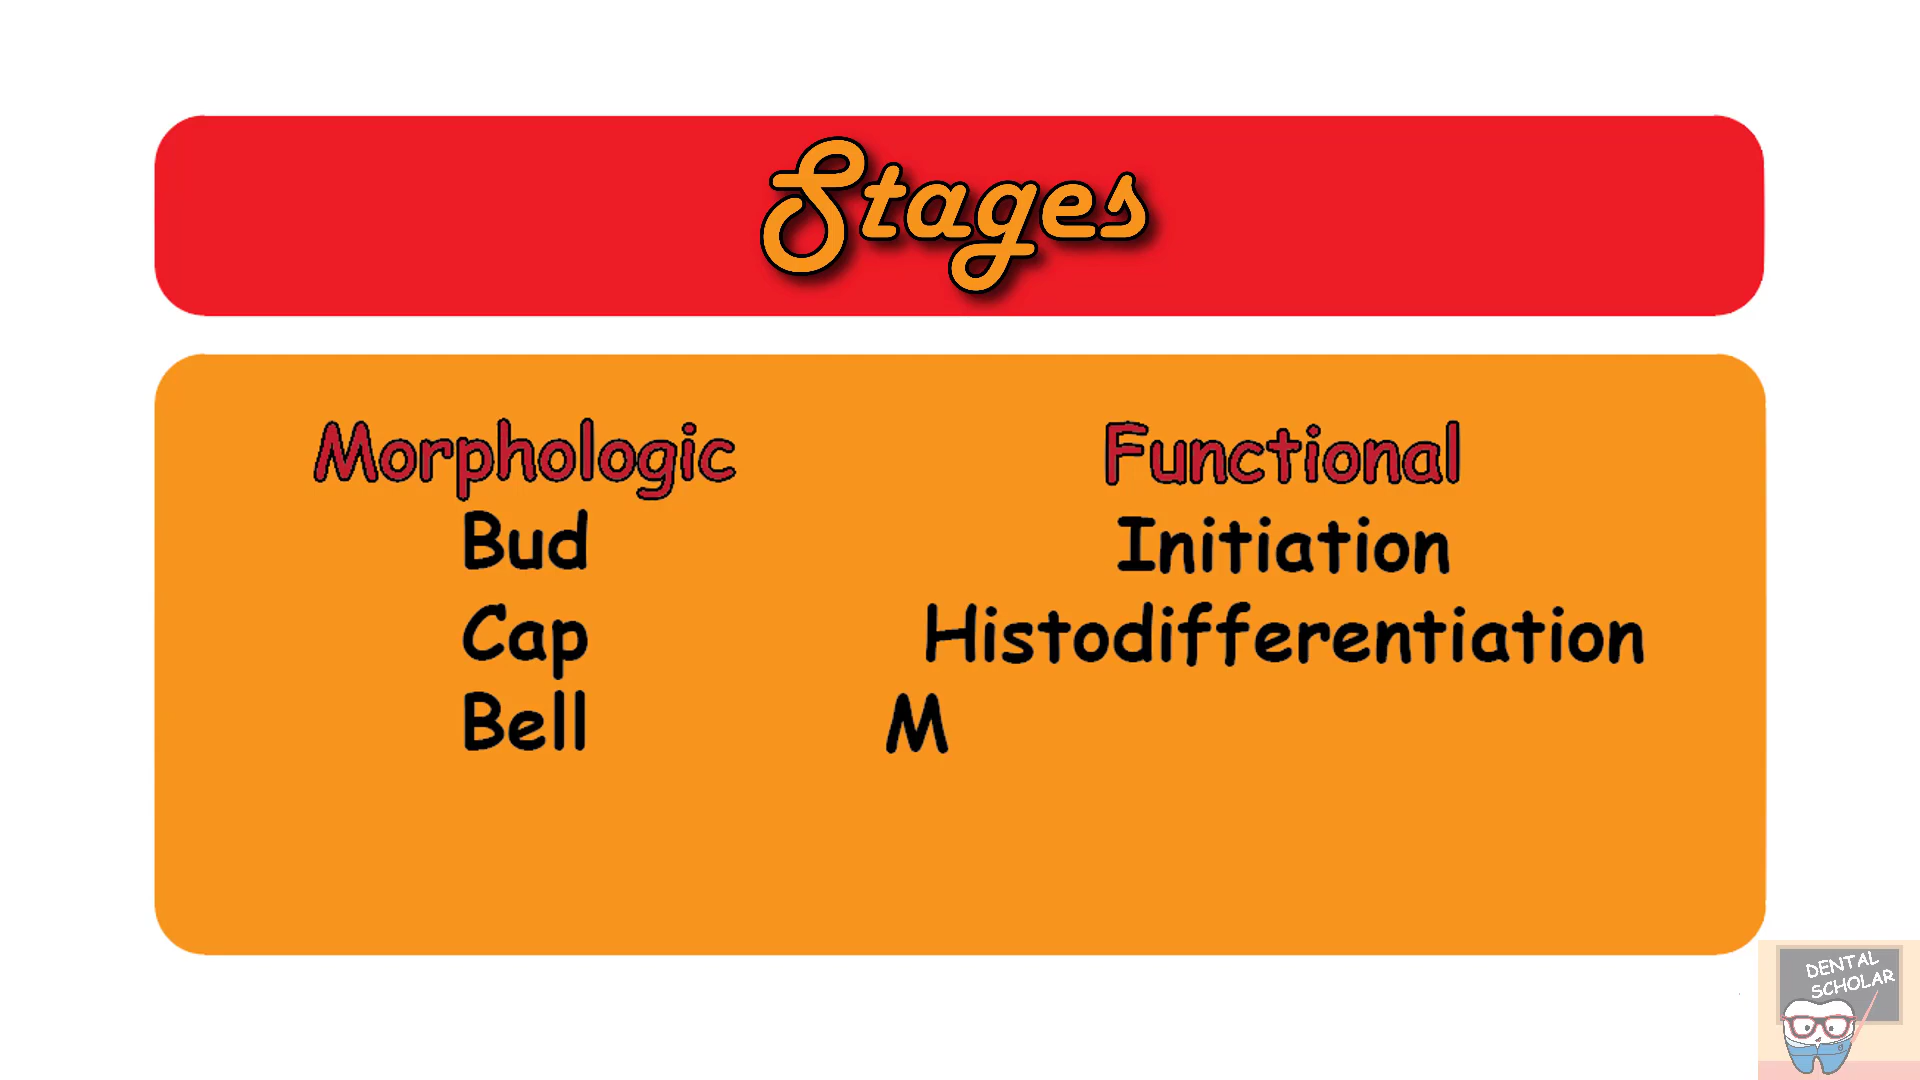 Stages
Morphologic
Bud
Cap
Bell
Functional
Initiation
Histodifferentiation
M
DENTAL
SCHOLAR